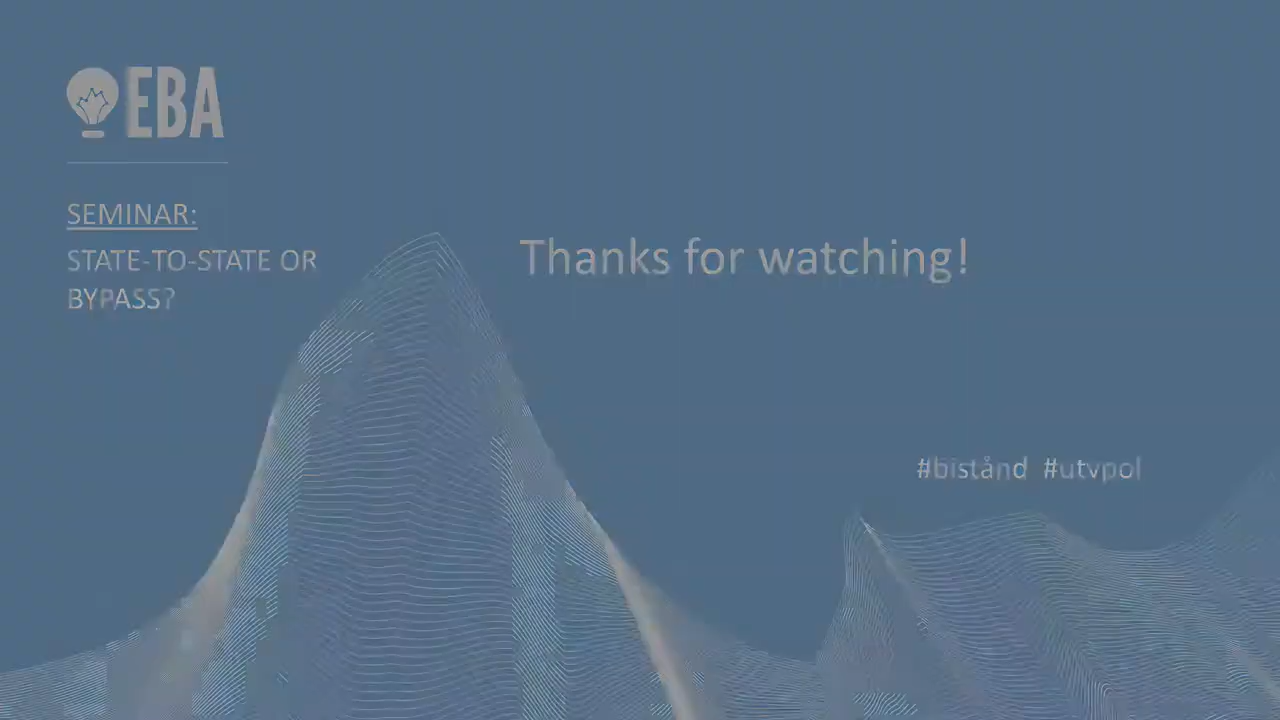 EBA
SEMINAR:
STATE-TO-STATE OR
BYPASS?
Thanks for watching!
#bistånd #utvpol